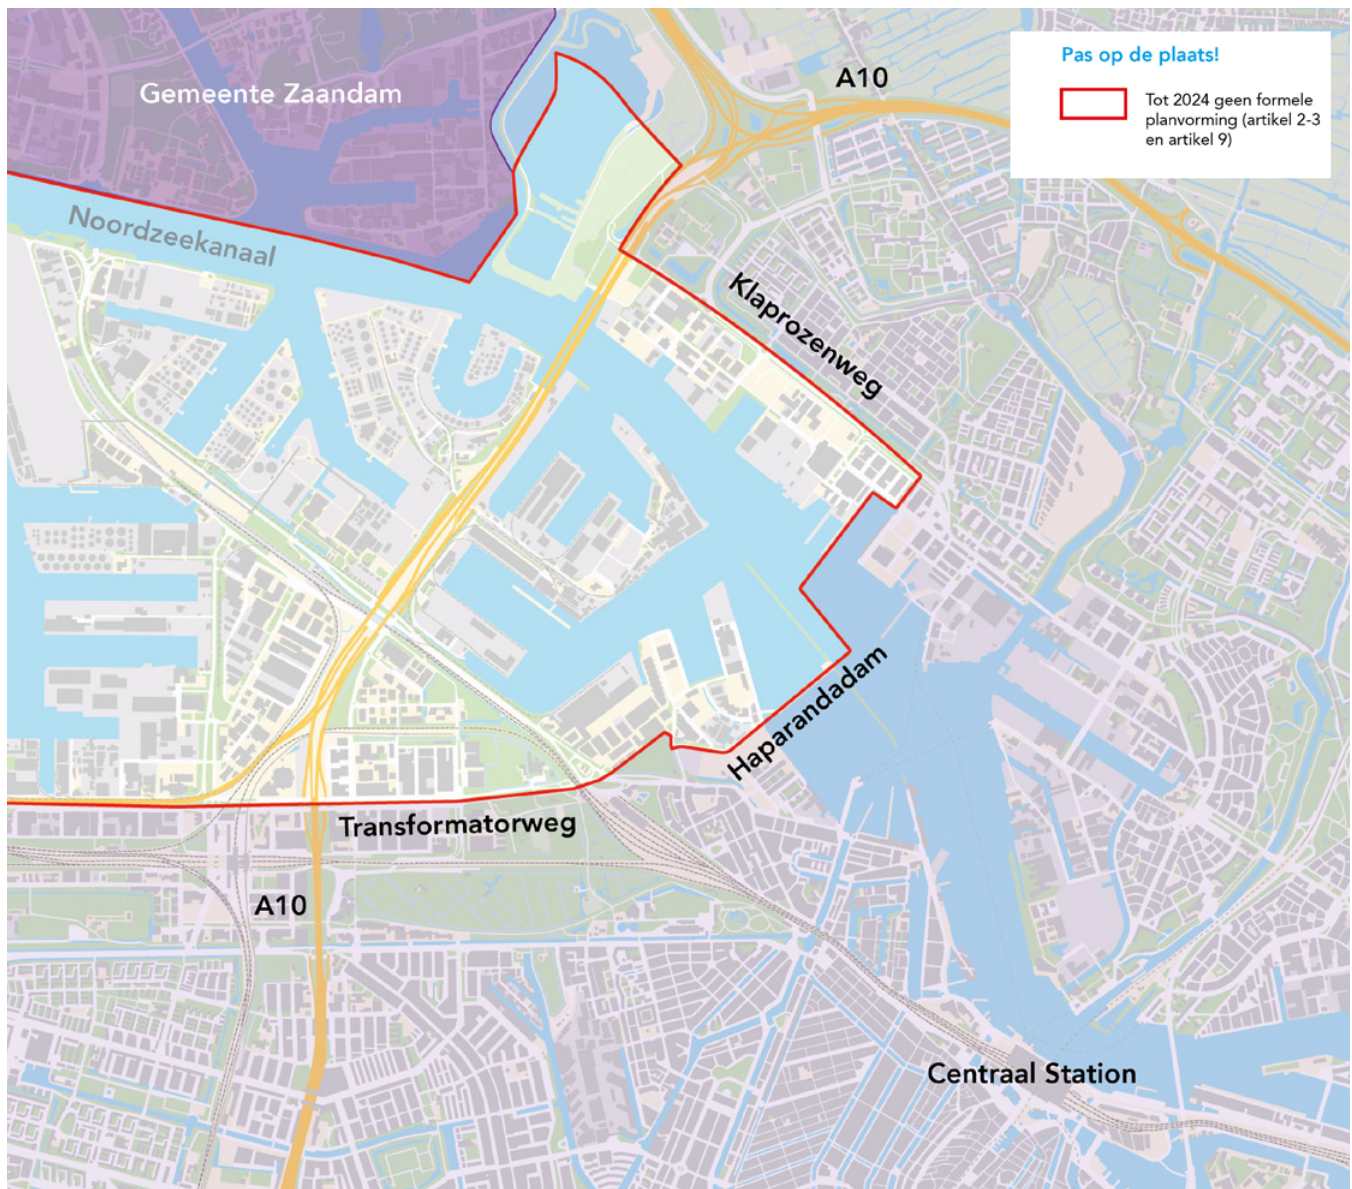 Pas op de plaats!
Tot 2024 geen formele
planvorming (artikel 2-3
en artikel 9)
A10
Gemeente Zaandam
Noordzeekanaal
Klaprozenweg
Haparandadam
Transformatorweg
A10
Centraal Station